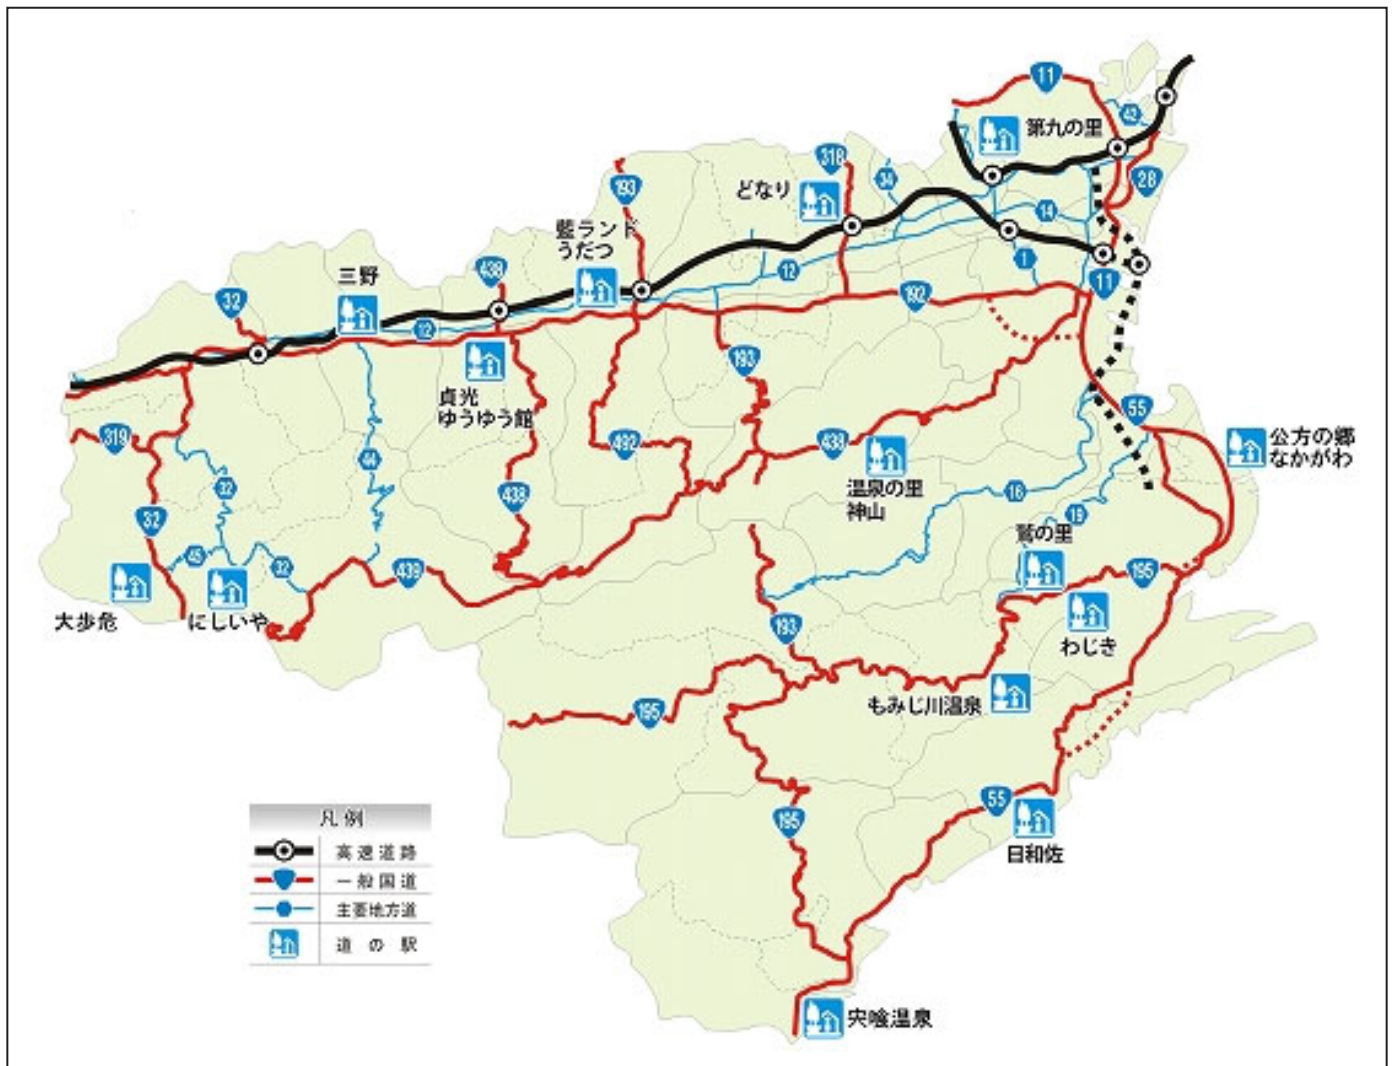 11
42
第九の里
28
318
34
どなり
193
14
藍ランド
うだつ
438
12
1
11
三野
32
192
12
193
貞光
ゆうゆう館
55
319
492
438
公方の郷
なかがわ
44
温泉の里
神山
32
438
16
19
32
鷲の里
45
32
439
195
大歩危
にしいや
193
わじき
もみじ川温泉
195
55
195
日和佐
凡例
高速道路
一般国道
主要地方道
道の駅
宍喰温泉